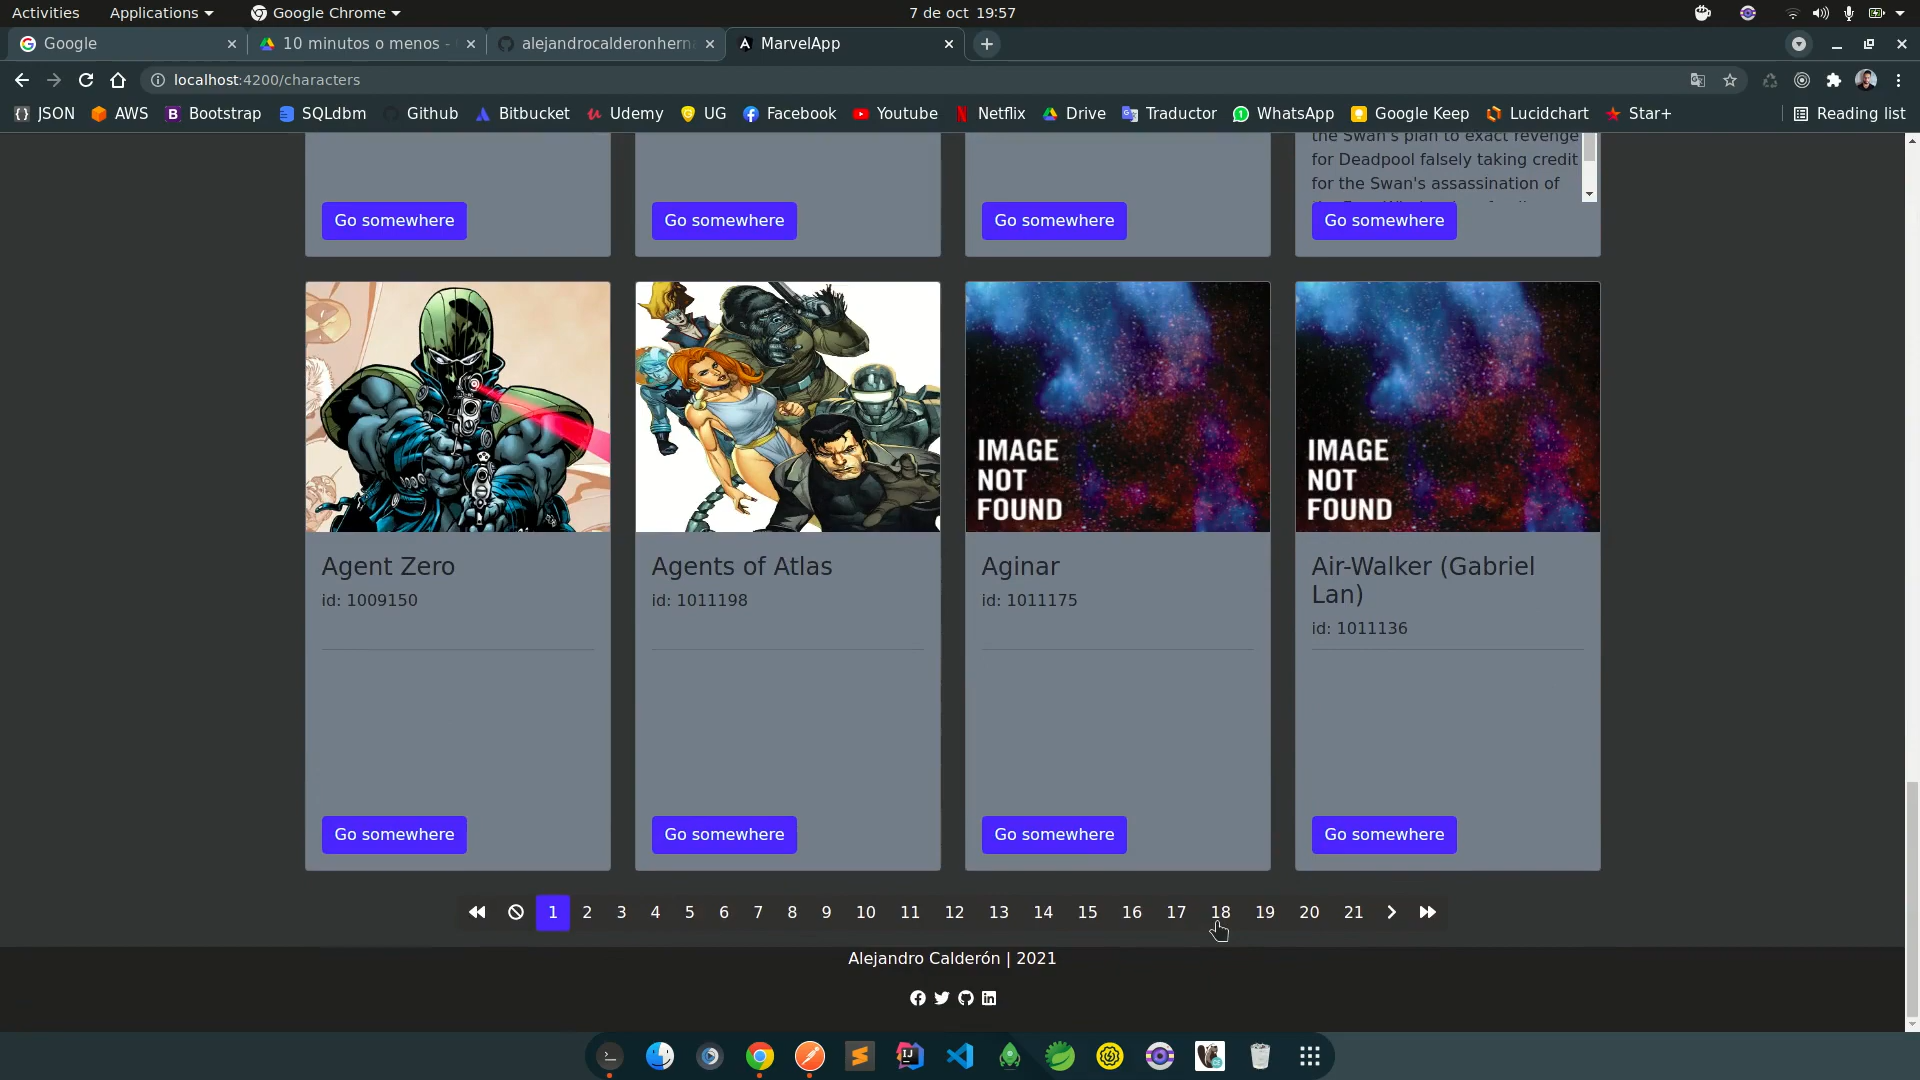 Activities Applications Google Chrome 7 de oct 19:57
Google 10 minutos o menos - alejandrocalderonhern MarvelApp
localhost:4200/characters
JSON AWS Bootstrap SQLdbm Github Bitbucket Udemy UG Facebook Youtube Netflix Drive Traductor WhatsApp Google Keep Lucidchart Star+ Reading list
the Swan's plan to exact revenge
for Deadpool falsely taking credit
for the Swan's assassination of
Go somewhere Go somewhere Go somewhere Go somewhere
IMAGE
NOT
FOUND
IMAGE
NOT
FOUND
Agent Zero
id: 1009150
Agents of Atlas
id: 1011198
Aginar
id: 1011175
Air-Walker (Gabriel
Lan)
id: 1011136
Go somewhere Go somewhere Go somewhere Go somewhere
1 2 3 4 5 6 7 8 9 10 11 12 13 14 15 16 17 18 19 20 21
Alejandro Calderón | 2021